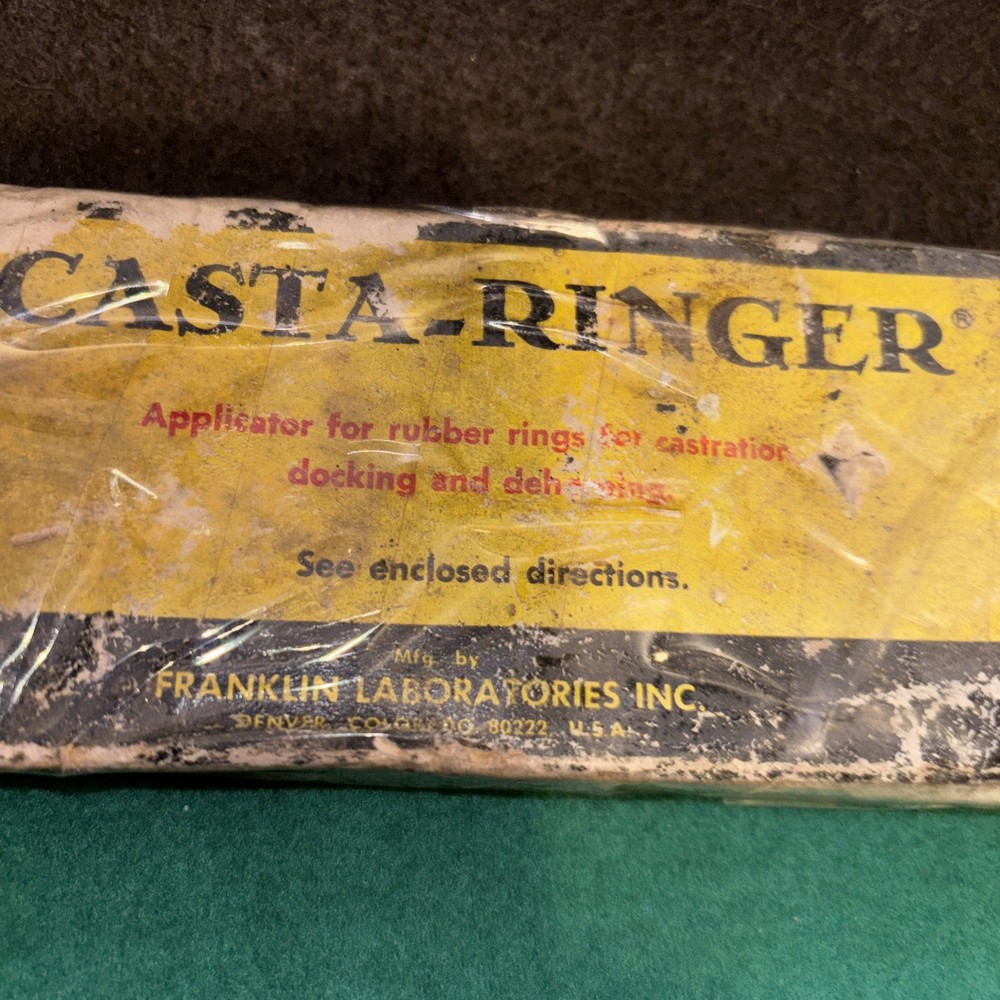 CASTA-RINGER®
Applicator for rubber rings for castration
docking and dehorning.
See enclosed directions.
Mfg. by
FRANKLIN LABORATORIES INC.
DENVER, COLORADO 80222, U.S.A.